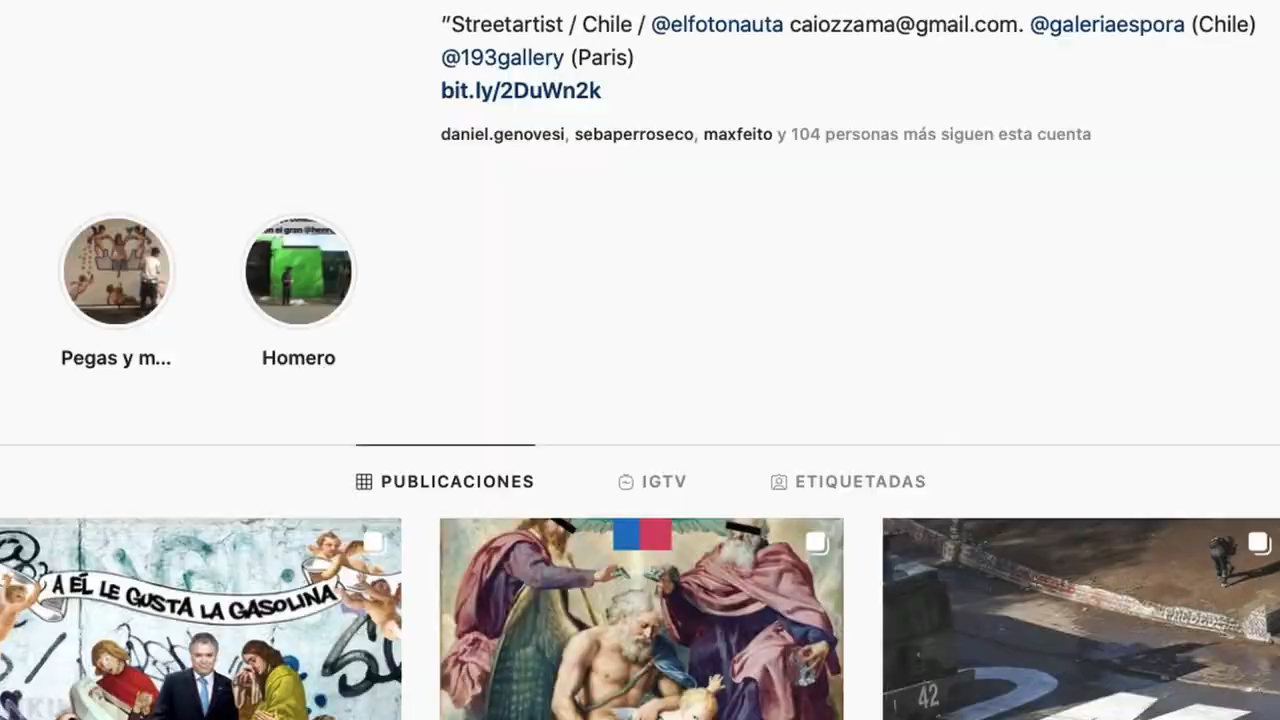 "Streetartist / Chile / @elfotonauta caiozzama@gmail.com. @galeriaespora (Chile)
@193gallery (Paris)
bit.ly/2DuWn2k
daniel.genovesi, sebaperroseco, maxfeito y 104 personas más siguen esta cuenta
Pegas y m...
Homero
PUBLICACIONES
IGTV
ETIQUETADAS
A ÉL LE GUSTA LA GASOLINA
42